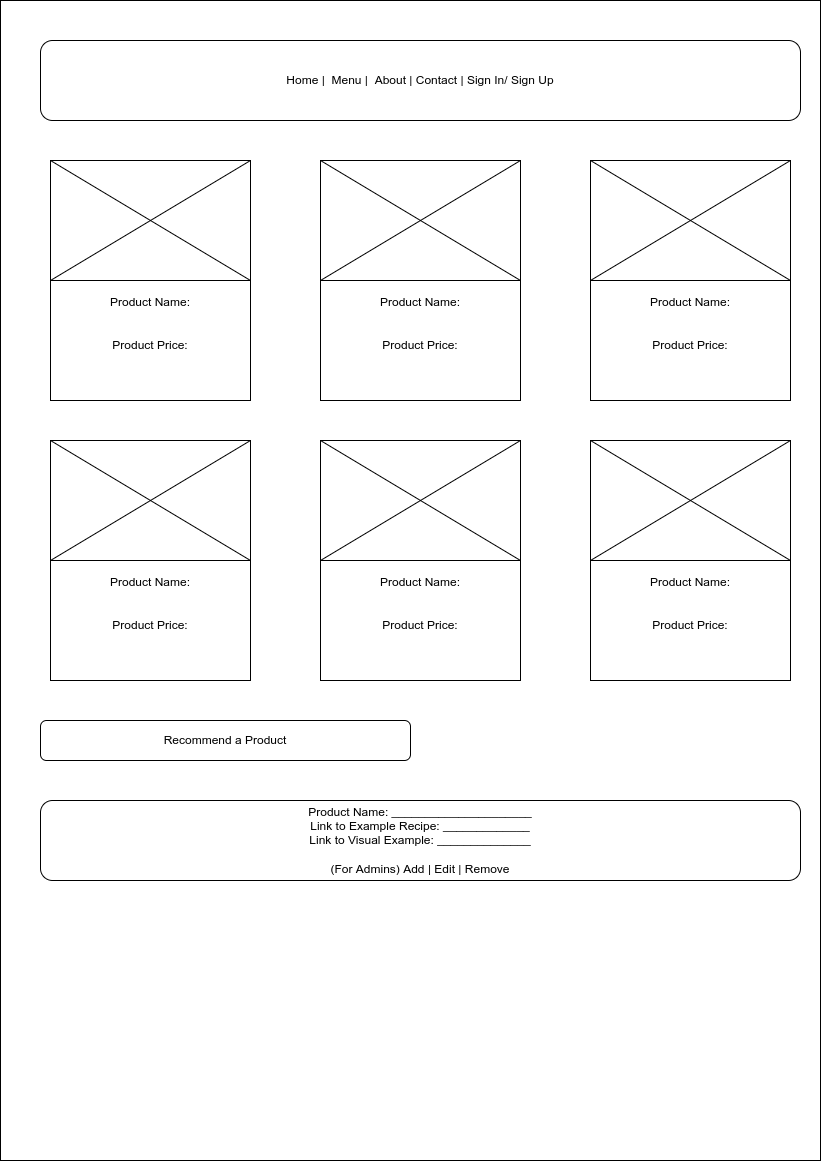 Home |  Menu |  About | Contact | Sign In/ Sign Up
Product Name:
Product Price:
Product Name:
Product Price:
Product Name:
Product Price:
Product Name:
Product Price:
Product Name:
Product Price:
Product Name:
Product Price:
Recommend a Product
Product Name: _____________________
Link to Example Recipe: _____________
Link to Visual Example: ______________
(For Admins) Add | Edit | Remove